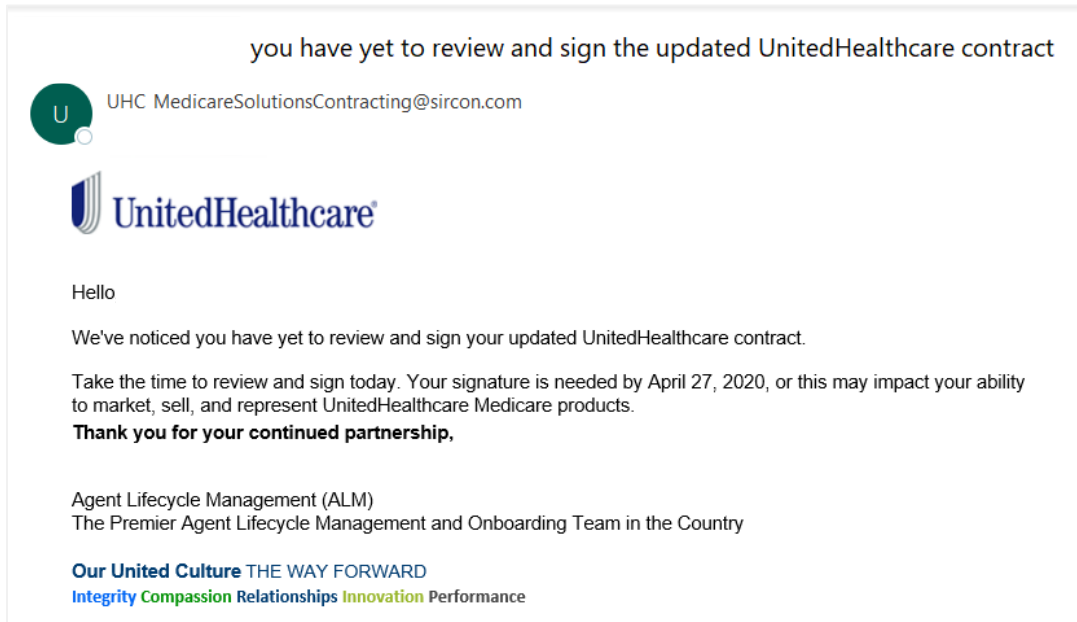 you have yet to review and sign the updated UnitedHealthcare contract
U
UHC MedicareSolutionsContracting@sircon.com
UnitedHealthcare®
Hello
We've noticed you have yet to review and sign your updated UnitedHealthcare contract.
Take the time to review and sign today. Your signature is needed by April 27, 2020, or this may impact your ability
to market, sell, and represent UnitedHealthcare Medicare products.
Thank you for your continued partnership,
Agent Lifecycle Management (ALM)
The Premier Agent Lifecycle Management and Onboarding Team in the Country
Our United Culture THE WAY FORWARD
Integrity Compassion Relationships Innovation Performance